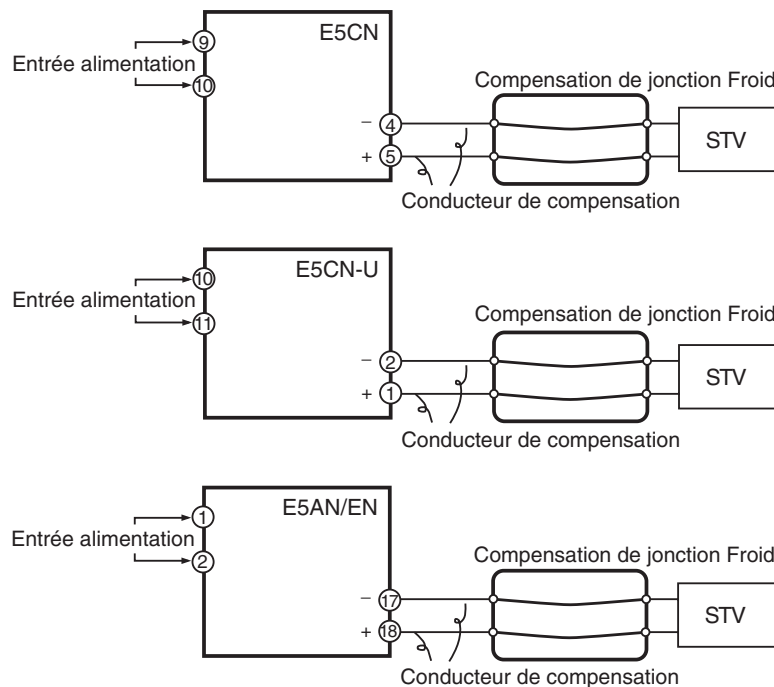 E5CN
9
Entrée alimentation
10
Compensation de jonction Froid
− 4
+ 5
STV
Conducteur de compensation
E5CN-U
10
Entrée alimentation
11
Compensation de jonction Froid
− 2
+ 1
STV
Conducteur de compensation
E5AN/EN
1
Entrée alimentation
2
Compensation de jonction Froid
− 17
+ 18
STV
Conducteur de compensation